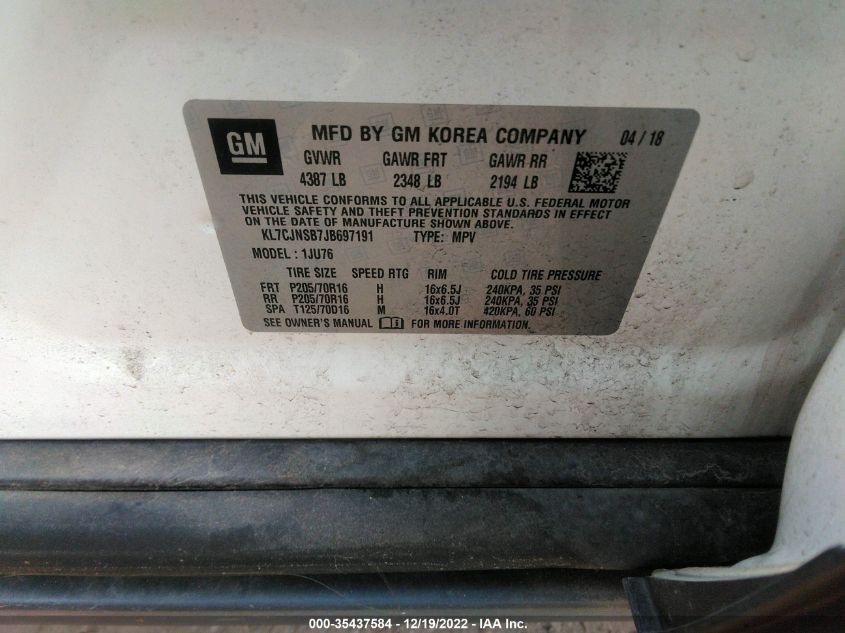 GM
MFD BY GM KOREA COMPANY 04 / 18
GVWR GAWR FRT GAWR RR
4387 LB 2348 LB 2194 LB
THIS VEHICLE CONFORMS TO ALL APPLICABLE U.S. FEDERAL MOTOR
VEHICLE SAFETY AND THEFT PREVENTION STANDARDS IN EFFECT
ON THE DATE OF MANUFACTURE SHOWN ABOVE.
KL7CJNSB7JB697191 TYPE: MPV
MODEL : 1JU76
TIRE SIZE SPEED RTG RIM COLD TIRE PRESSURE
FRT P205/70R16 H 16x6.5J 240KPA, 35 PSI
RR P205/70R16 H 16x6.5J 240KPA, 35 PSI
SPA T125/70D16 M 16x4.0T 420KPA, 60 PSI
SEE OWNER'S MANUAL FOR MORE INFORMATION.
000-35437584 - 12/19/2022 - IAA Inc.